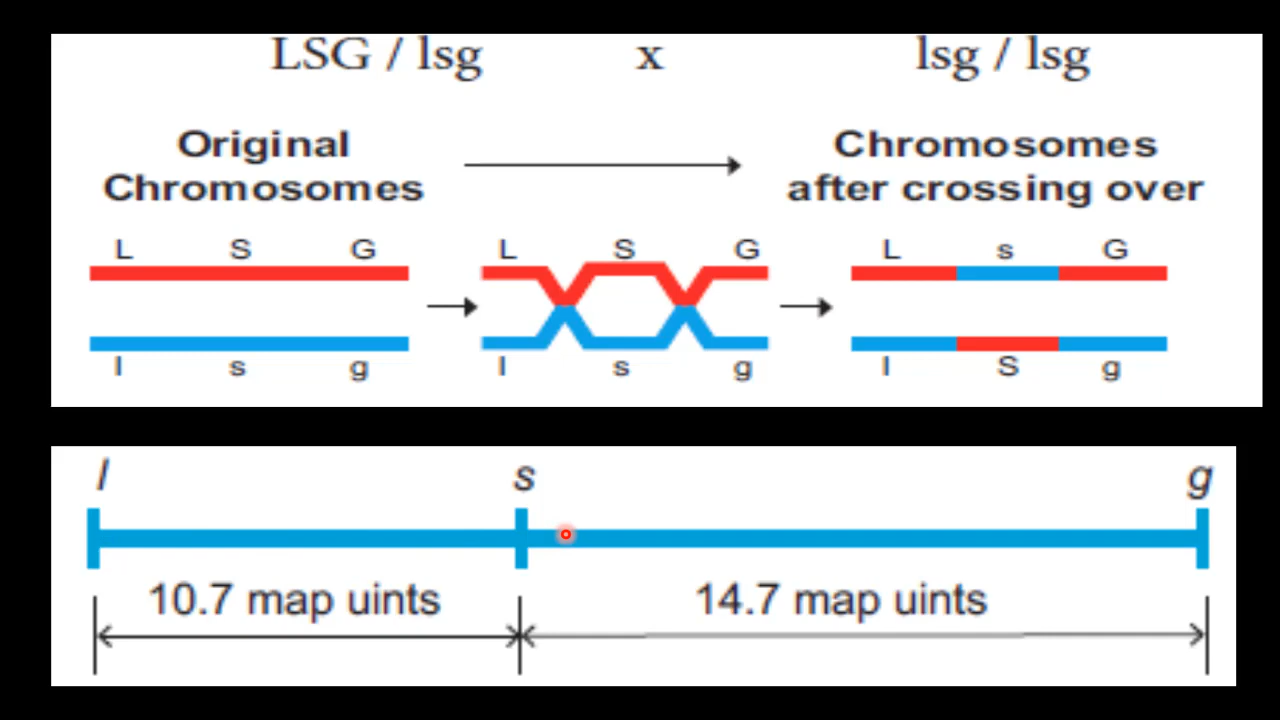 LSG / lsg x lsg / lsg
Original
Chromosomes
Chromosomes
after crossing over
L S G
L S G
L s G
l s g
l s g
l S g
l s g
10.7 map uints
14.7 map uints